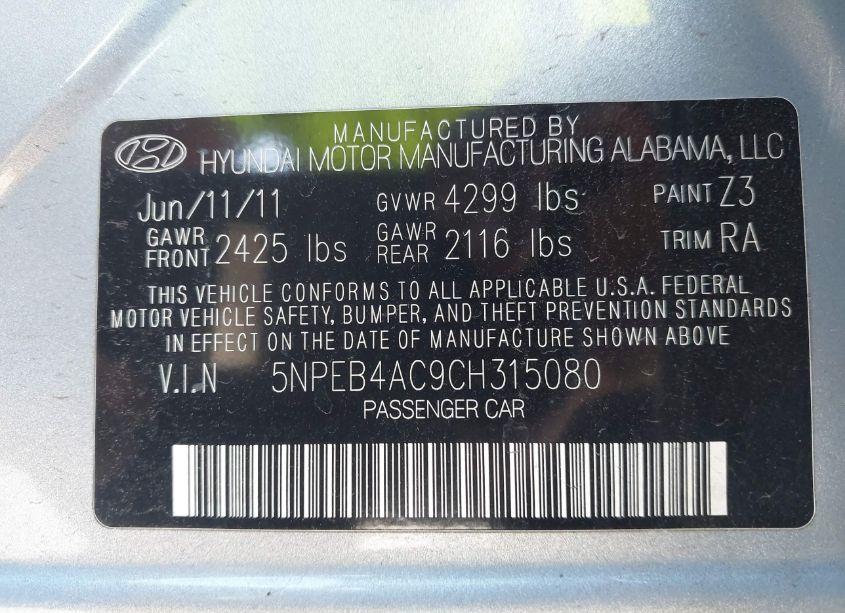 MANUFACTURED BY
HYUNDAI MOTOR MANUFACTURING ALABAMA, LLC
Jun/11/11 GVWR 4299 lbs PAINT Z3
GAWR FRONT 2425 lbs GAWR REAR 2116 lbs TRIM RA
THIS VEHICLE CONFORMS TO ALL APPLICABLE U.S.A. FEDERAL
MOTOR VEHICLE SAFETY, BUMPER, AND THEFT PREVENTION STANDARDS
IN EFFECT ON THE DATE OF MANUFACTURE SHOWN ABOVE
V.I.N 5NPEB4AC9CH315080
PASSENGER CAR